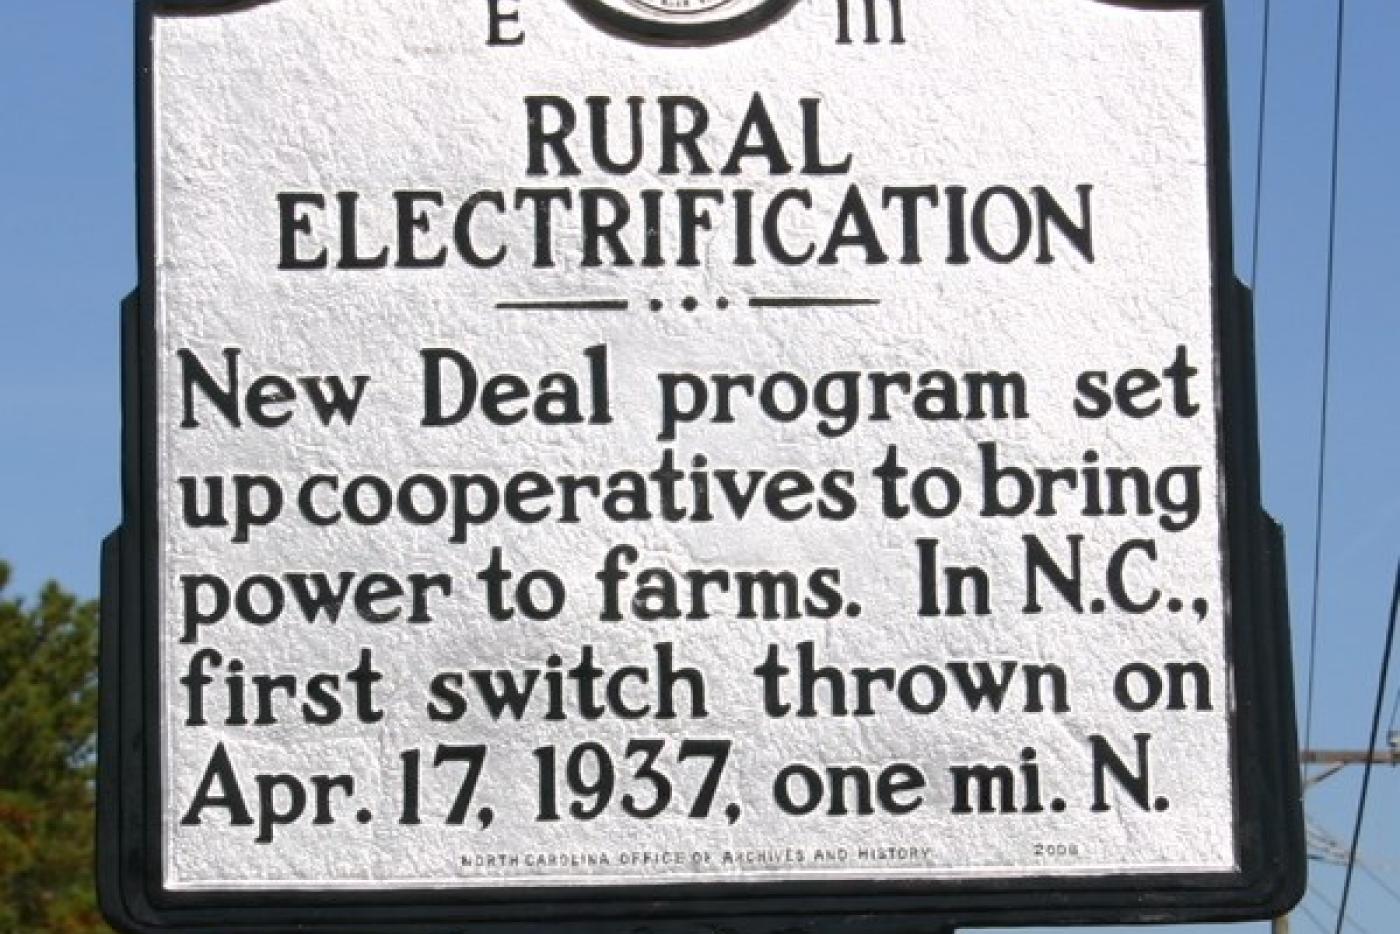 E
RURAL
ELECTRIFICATION
New Deal program set
up cooperatives to bring
power to farms. In N.C.,
first switch thrown on
Apr. 17, 1937, one mi. N.
NORTH CAROLINA OFFICE OF ARCHIVES AND HISTORY 2008